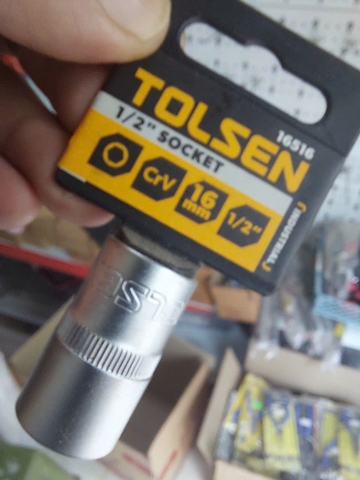 TOLSEN
16516
1/2" SOCKET
CrV
16
mm
1/2"
INDUSTRIAL